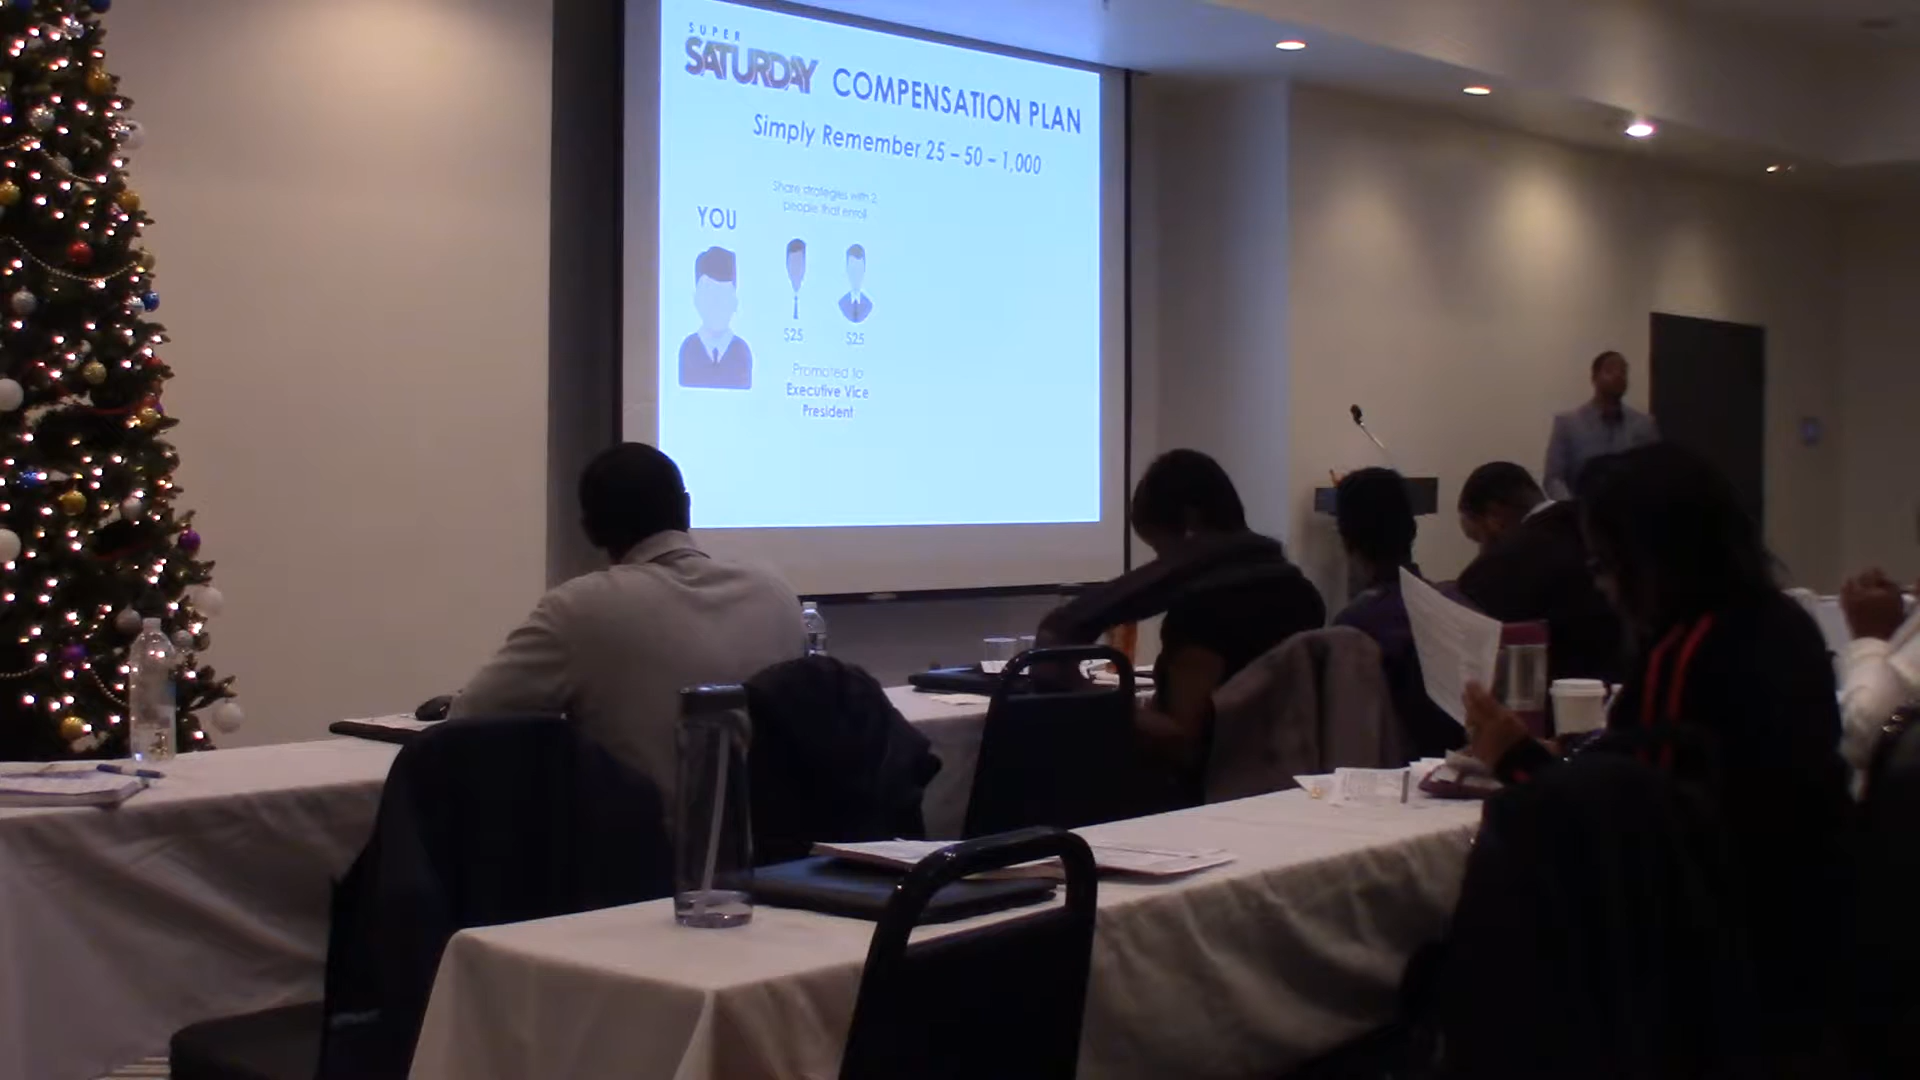 SUPER
SATURDAY COMPENSATION PLAN
Simply Remember 25 – 50 – 1,000
Share strategies with 2
people that enroll
YOU
$25 $25
Promoted to
Executive Vice
President